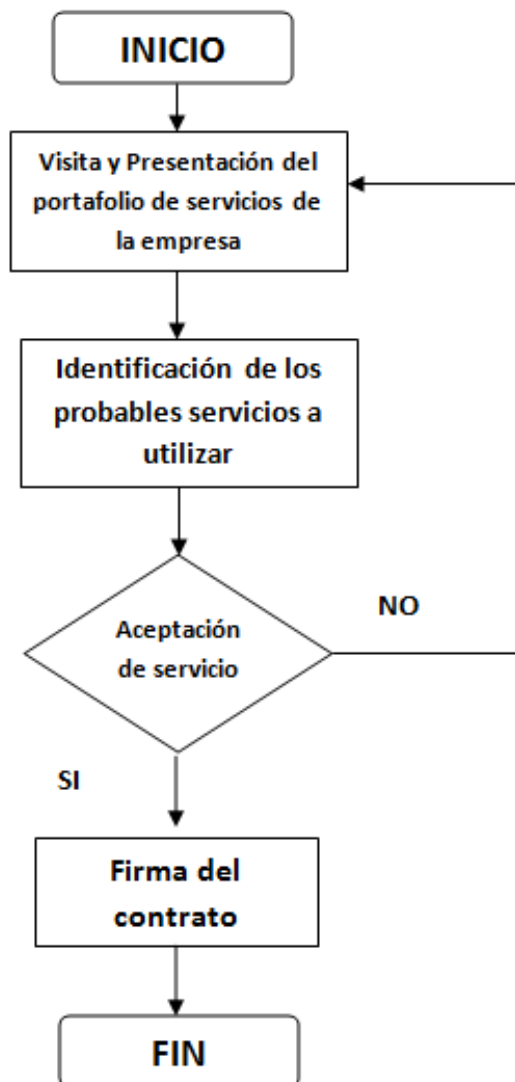 INICIO
Visita y Presentación del
portafolio de servicios de
la empresa
Identificación de los
probables servicios a
utilizar
Aceptación
de servicio
NO
SI
Firma del
contrato
FIN